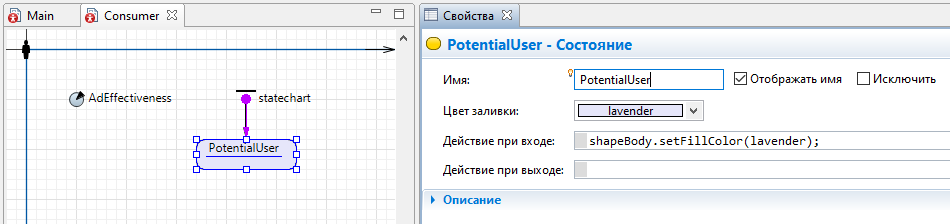 Main
Consumer
AdEffectiveness
statechart
PotentialUser
Свойства
PotentialUser - Состояние
Имя: PotentialUser Отображать имя Исключить
Цвет заливки: lavender
Действие при входе: shapeBody.setFillColor(lavender);
Действие при выходе:
Описание